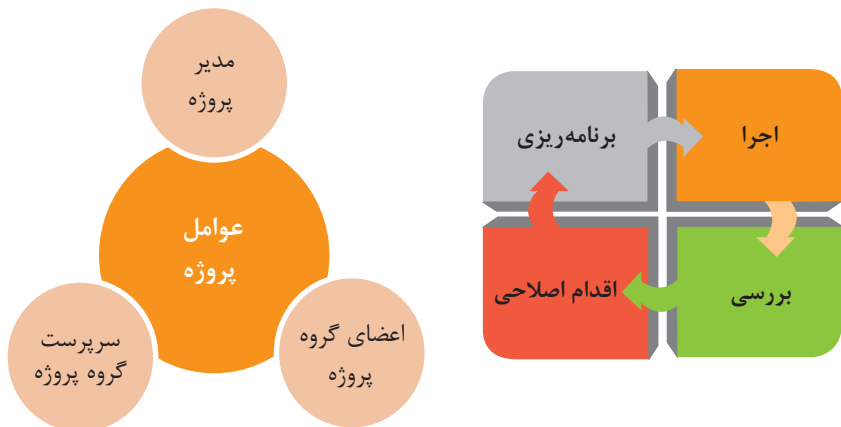 مدیر
پروژه
عوامل
پروژه
سرپرست
گروه پروژه
اعضای گروه
پروژه
برنامه‌ریزی
اجرا
بررسی
اقدام اصلاحی